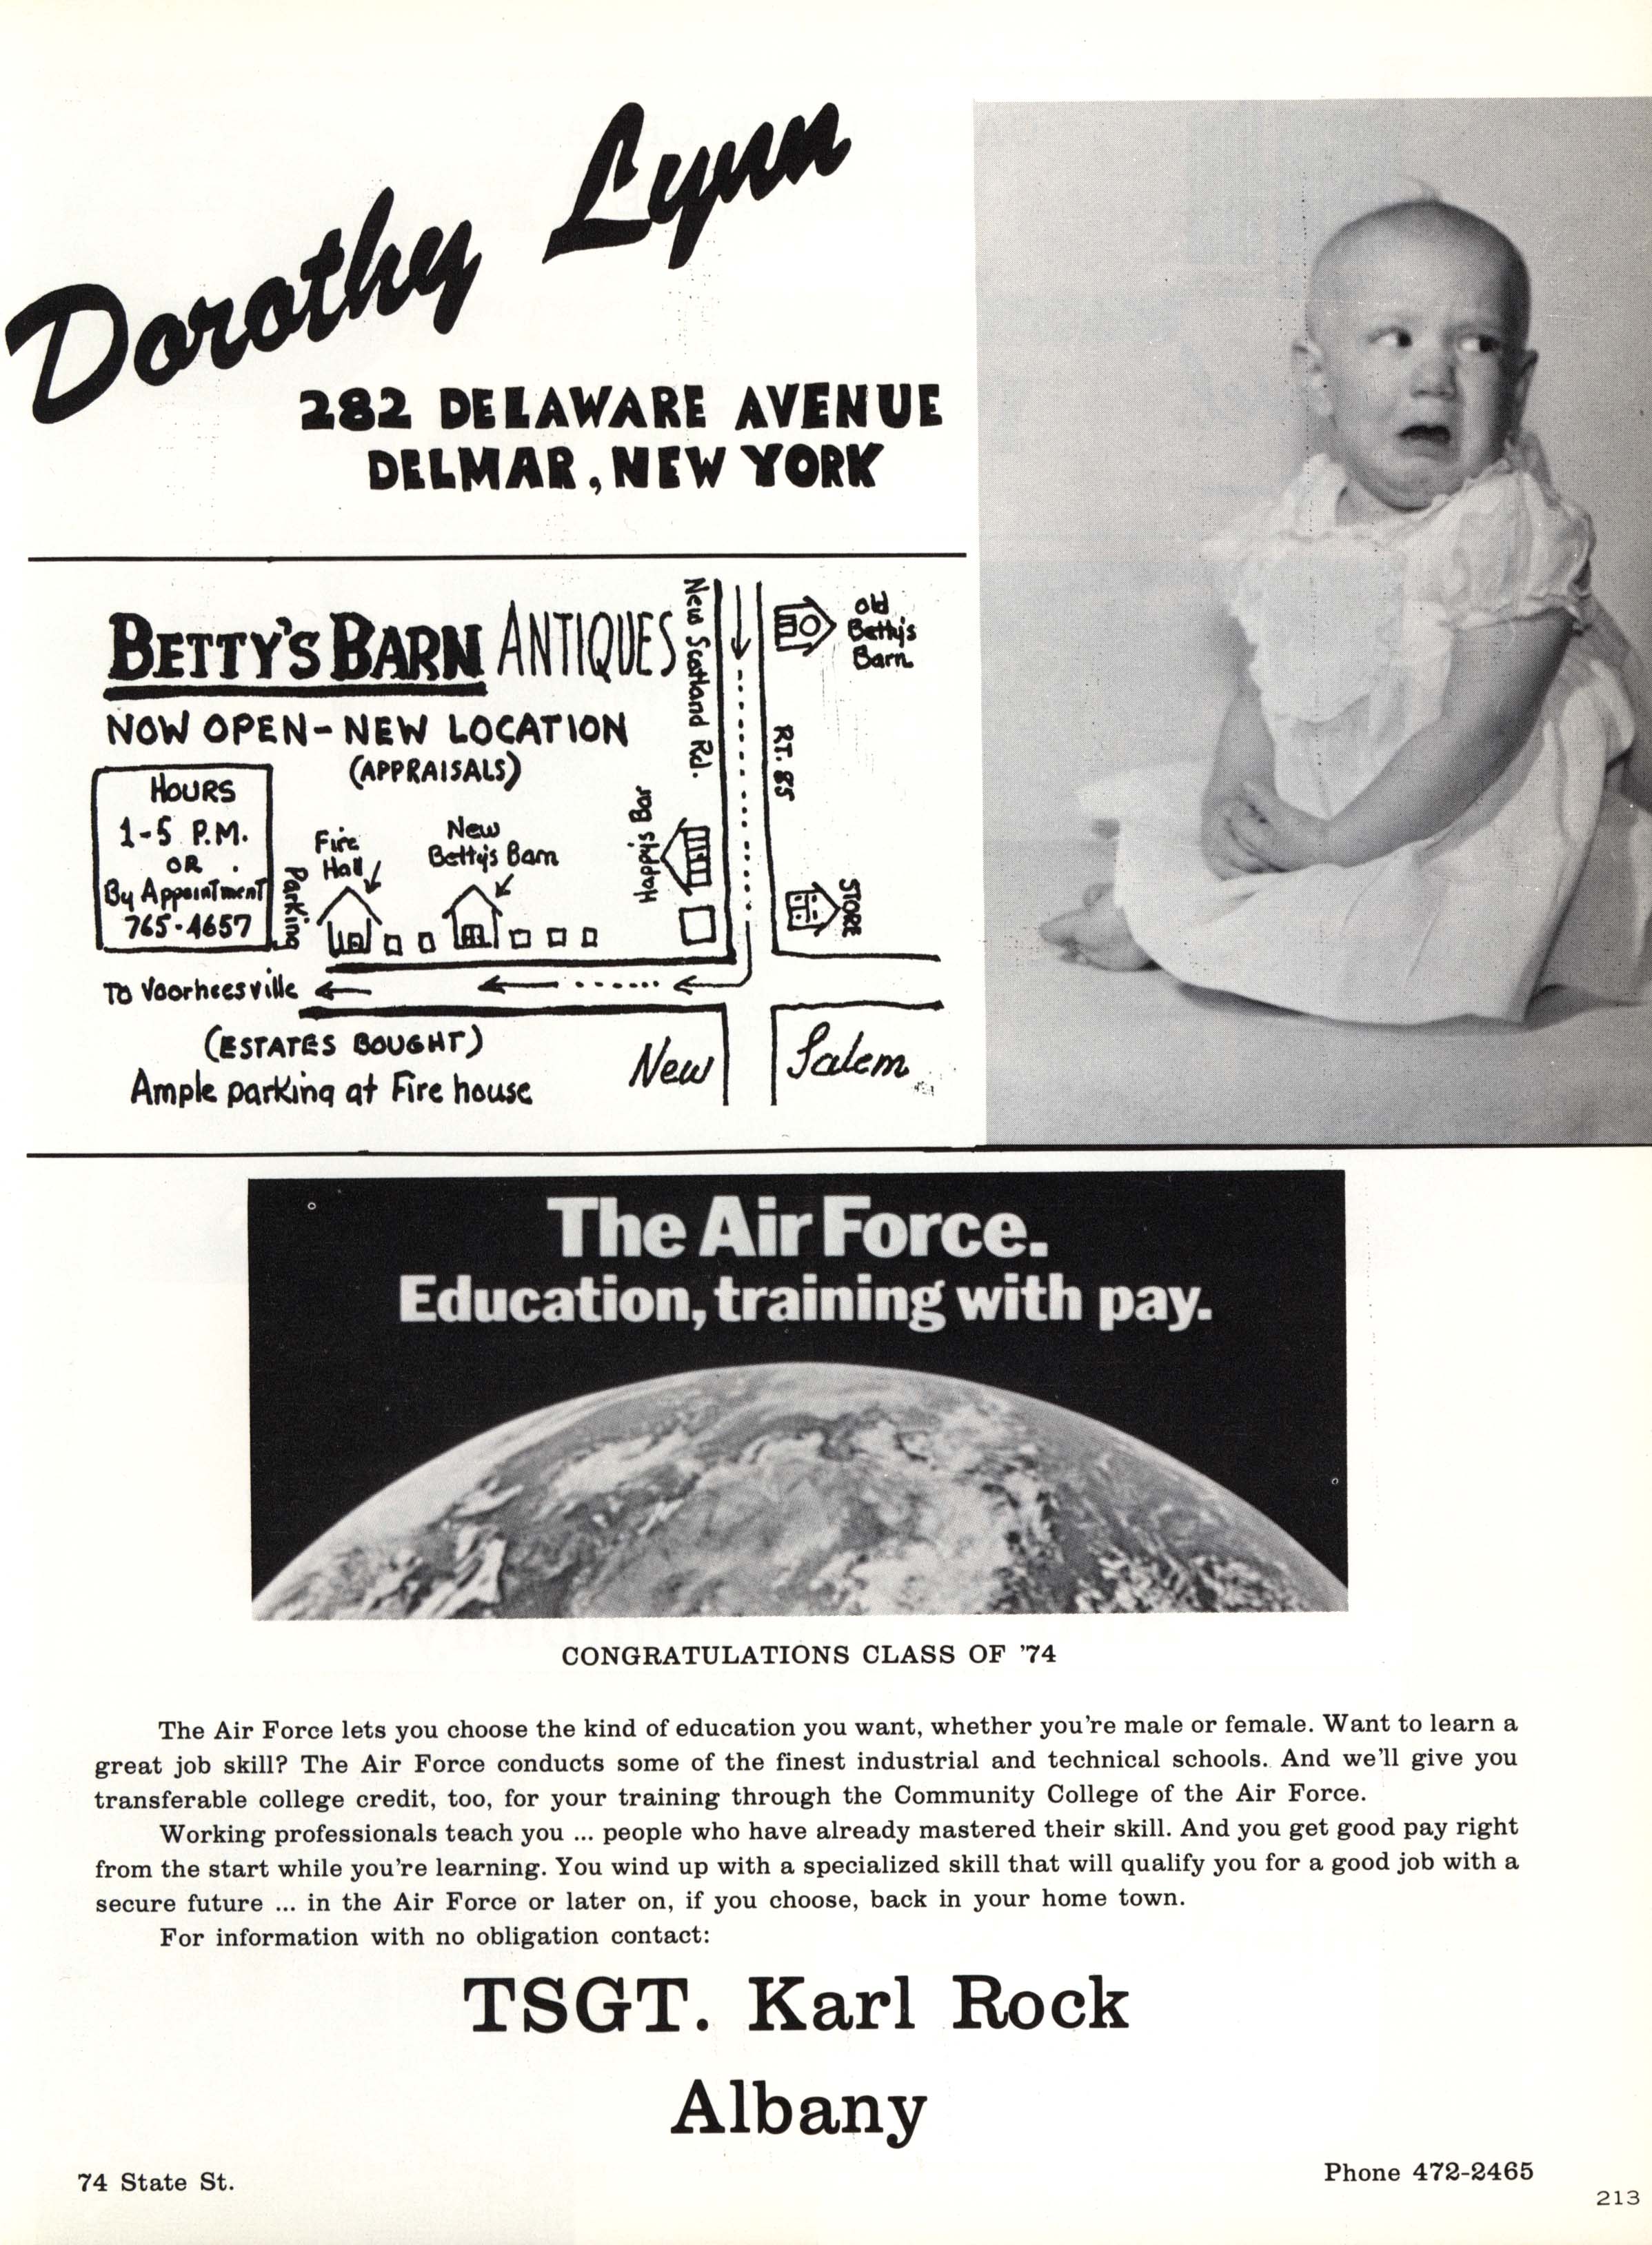 Dorothy Lynn
282 DELAWARE AVENUE
DELMAR, NEW YORK
BETTY'S BARN ANTIQUES
NOW OPEN - NEW LOCATION
(APPRAISALS)
HOURS
1-5 P.M.
OR
By Appointment
765-4657
Parking
Fire
Hall
New
Betty's Barn
Happy's Bar
New Scotland Rd.
RT. 85
old
Betty's
Barn
STORE
To Voorheesville
(ESTATES BOUGHT)
Ample parking at Fire house
New Salem
The Air Force.
Education, training with pay.
CONGRATULATIONS CLASS OF '74
The Air Force lets you choose the kind of education you want, whether you're male or female. Want to learn a
great job skill? The Air Force conducts some of the finest industrial and technical schools. And we'll give you
transferable college credit, too, for your training through the Community College of the Air Force.
Working professionals teach you ... people who have already mastered their skill. And you get good pay right
from the start while you're learning. You wind up with a specialized skill that will qualify you for a good job with a
secure future ... in the Air Force or later on, if you choose, back in your home town.
For information with no obligation contact:
TSGT. Karl Rock
Albany
74 State St.
Phone 472-2465
213